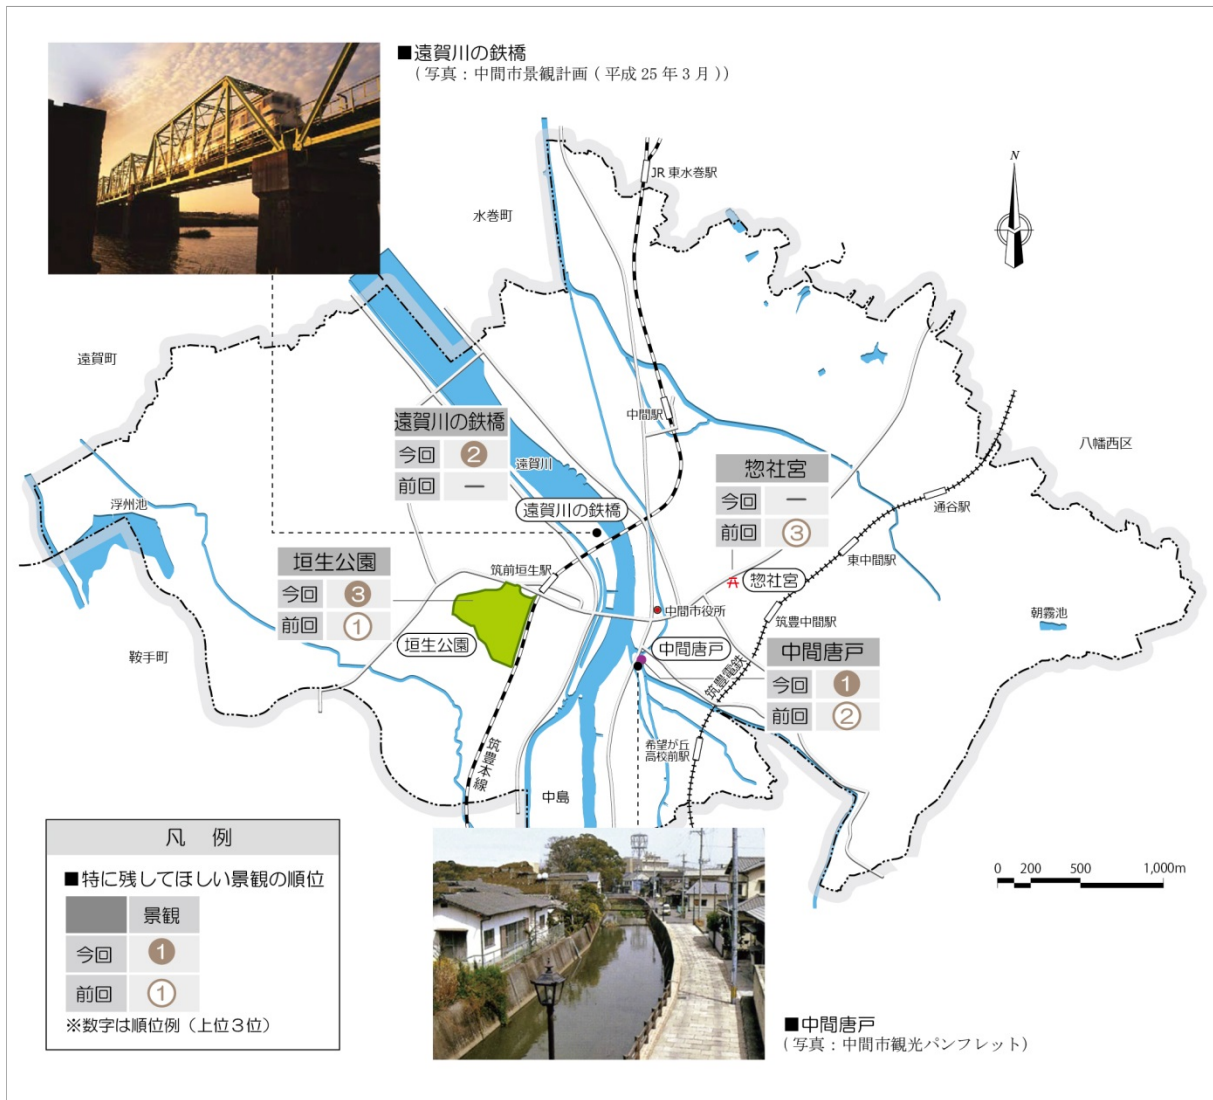 ■遠賀川の鉄橋
(写真：中間市景観計画(平成25年3月))
N
JR東水巻駅
水巻町
遠賀町
中間駅
遠賀川の鉄橋
今回 ❷
前回 ―
遠賀川
遠賀川の鉄橋
惣社宮
今回 ―
前回 ③
八幡西区
通谷駅
浮州池
垣生公園
今回 ❸
前回 ①
筑前垣生駅
東中間駅
惣社宮
中間市役所
筑豊中間駅
朝霧池
垣生公園
中間唐戸
鞍手町
中間唐戸
今回 ❶
前回 ②
筑豊電鉄
希望が丘
高校前駅
筑豊本線
中島
凡 例
■特に残してほしい景観の順位
景観
今回 ❶
前回 ①
※数字は順位例（上位３位）
0 200 500 1,000m
■中間唐戸
(写真：中間市観光パンフレット)